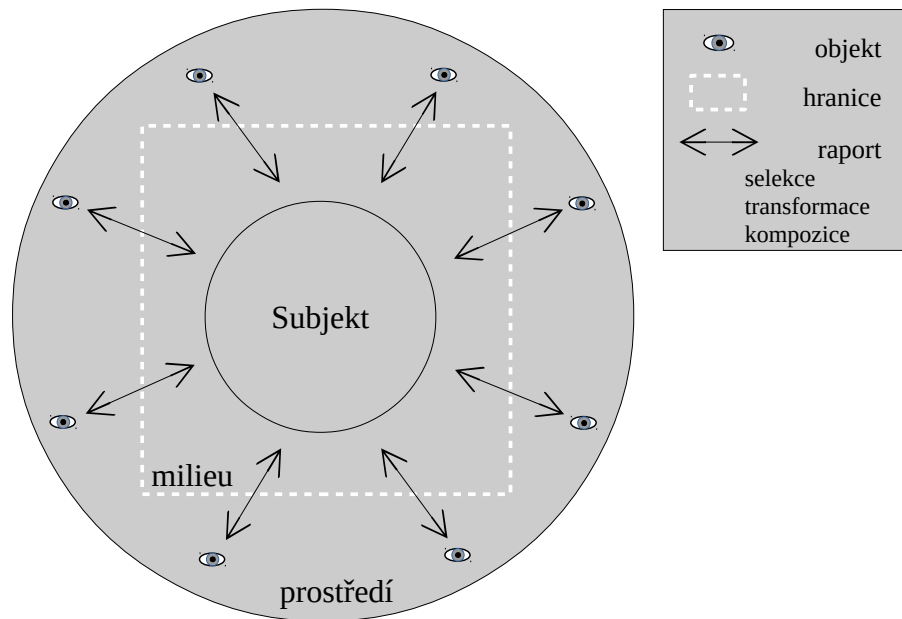 Subjekt
milieu
prostředí
objekt
hranice
raport
selekce
transformace
kompozice